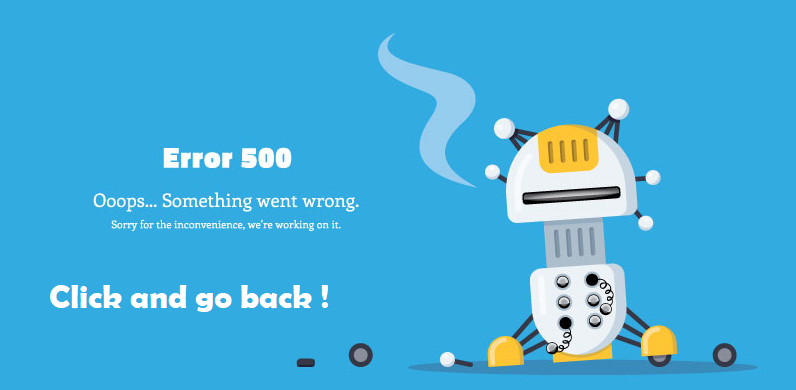 Error 500
Ooops... Something went wrong.
Sorry for the inconvenience, we're working on it.
Click and go back !